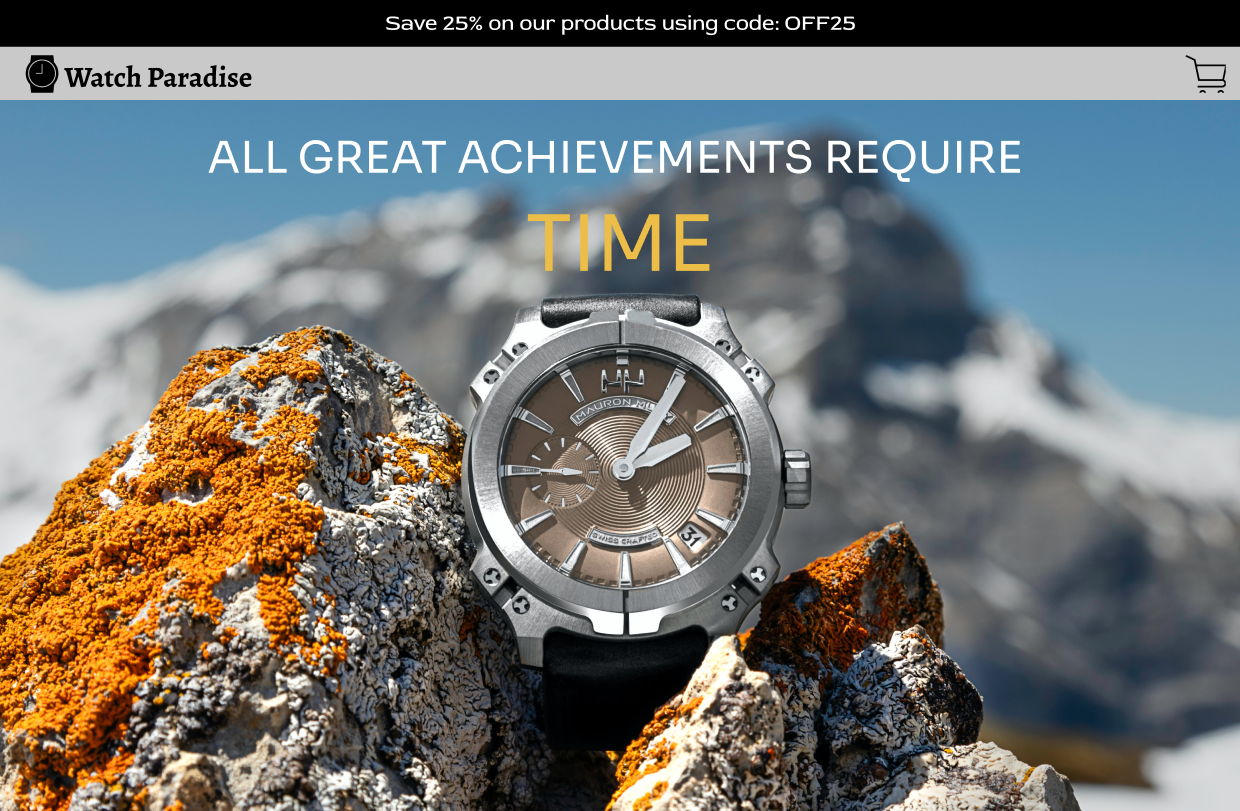 Save 25% on our products using code: OFF25
Watch Paradise
ALL GREAT ACHIEVEMENTS REQUIRE
TIME
MAURON
SWISS CRAFTED
31